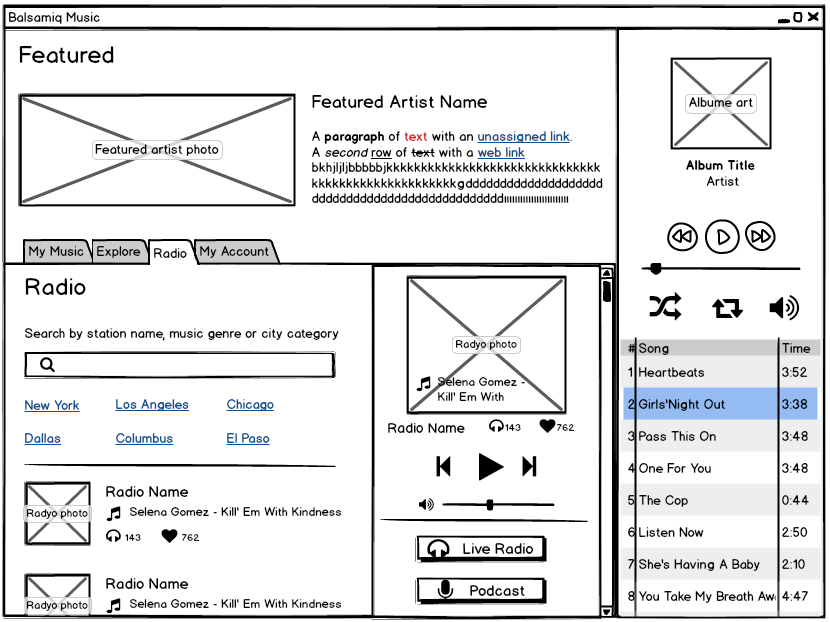 Balsamiq Music
Featured
Featured artist photo
Featured Artist Name
A paragraph of text with an unassigned link.
A second row of text with a web link
bkhjljljbbbbbjkkkkkkkkkkkkkkkkkkkkkkkkkkkkk
kkkkkkkkkkkkkkkkkkkkkgddddddddddddddddddd
ddddddddddddddddddddddddddddlllllllllllllllllllllllll
My Music
Explore
Radio
My Account
Radio
Search by station name, music genre or city category
New York
Los Angeles
Chicago
Dallas
Columbus
El Paso
Radyo photo
Radio Name
Selena Gomez - Kill' Em With Kindness
143
762
Radyo photo
Radio Name
Selena Gomez - Kill' Em With Kindness
Radyo photo
Selena Gomez -
Kill' Em With
Radio Name
143
762
Live Radio
Podcast
Albume art
Album Title
Artist
# Song Time
1 Heartbeats 3:52
2 Girls'Night Out 3:38
3 Pass This On 3:48
4 One For You 3:48
5 The Cop 0:44
6 Listen Now 2:50
7 She's Having A Baby 2:10
8 You Take My Breath Aw 4:47